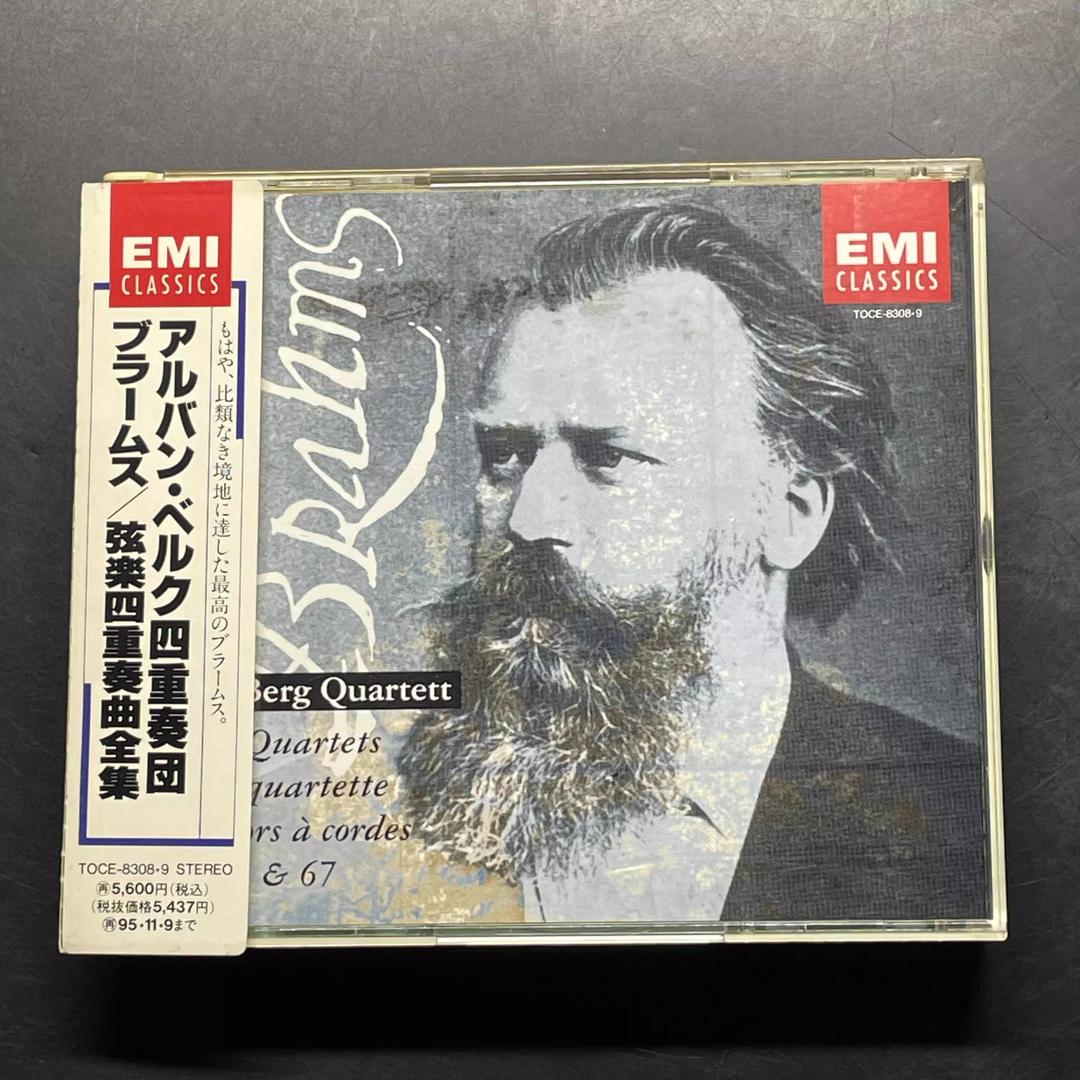 EMI
CLASSICS
もはや、比類なき境地に達した最高のブラームス。
アルバン・ベルク四重奏団
ブラームス/弦楽四重奏曲全集
TOCE-8308・9 STEREO
再5,600円(税込)
(税抜価格5,437円)
再95・11・9まで
Brahms
EMI
CLASSICS
TOCE-8308・9
Berg Quartett
Quartets
quartette
ors à cordes
& 67